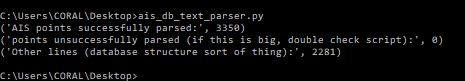 C:\Users\CORAL\Desktop>ais_db_text_parser.py
('AIS points successfully parsed:', 3350)
('points unsuccessfully parsed (if this is big, double check script):', 0)
('Other lines (database structure sort of thing):', 2281)
C:\Users\CORAL\Desktop>